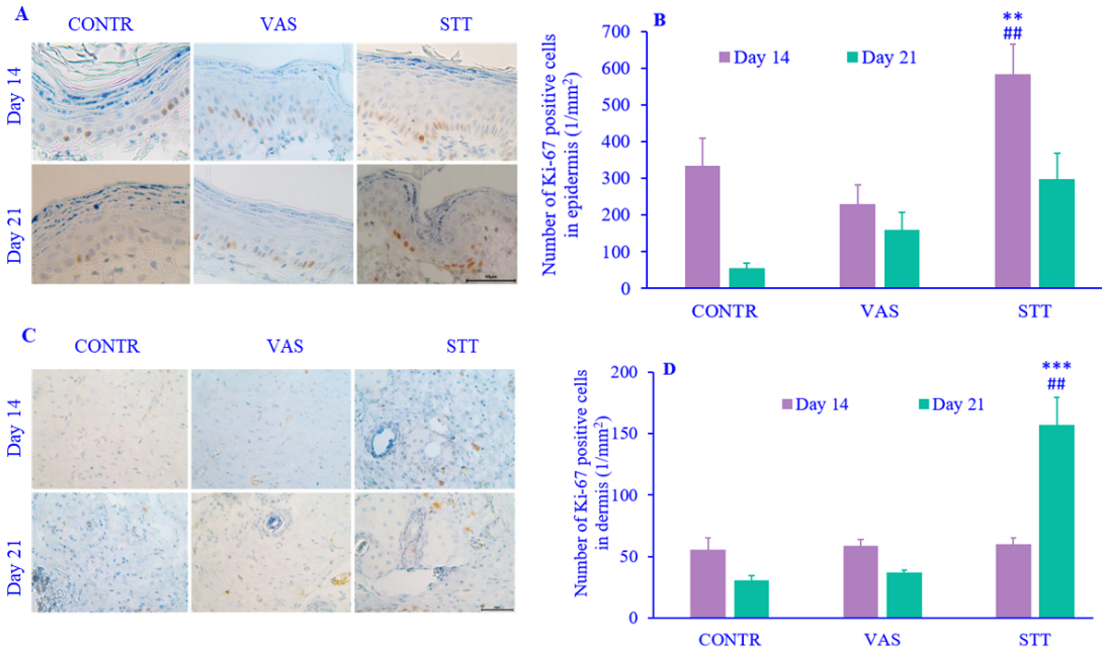 A
CONTR VAS STT
Day 14
Day 21
B
700
600
500
400
300
200
100
0
Number of Ki-67 positive cells
in epidermis (1/mm²)
Day 14 Day 21
**
##
CONTR VAS STT
C
CONTR VAS STT
Day 14
Day 21
D
200
150
100
50
0
Number of Ki-67 positive cells
in dermis (1/mm²)
Day 14 Day 21
***
##
CONTR VAS STT